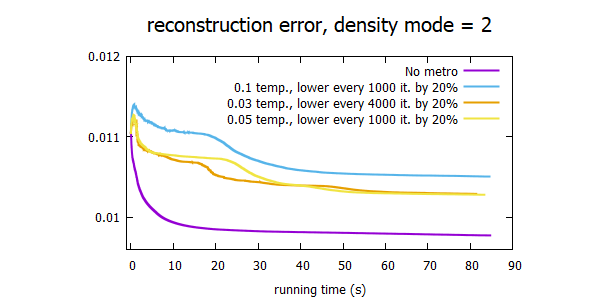 reconstruction error, density mode = 2
0.012
0.011
0.01
No metro
0.1 temp., lower every 1000 it. by 20%
0.03 temp., lower every 4000 it. by 20%
0.05 temp., lower every 1000 it. by 20%
0 10 20 30 40 50 60 70 80 90
running time (s)